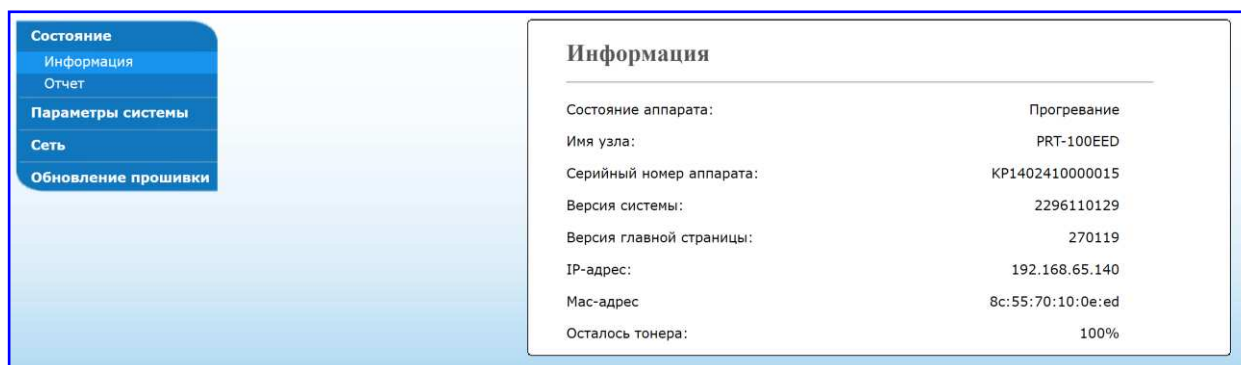 Состояние
Информация
Отчет
Параметры системы
Сеть
Обновление прошивки
Информация
Состояние аппарата: Прогревание
Имя узла: PRT-100EED
Серийный номер аппарата: KP1402410000015
Версия системы: 2296110129
Версия главной страницы: 270119
IP-адрес: 192.168.65.140
Mac-адрес 8c:55:70:10:0e:ed
Осталось тонера: 100%